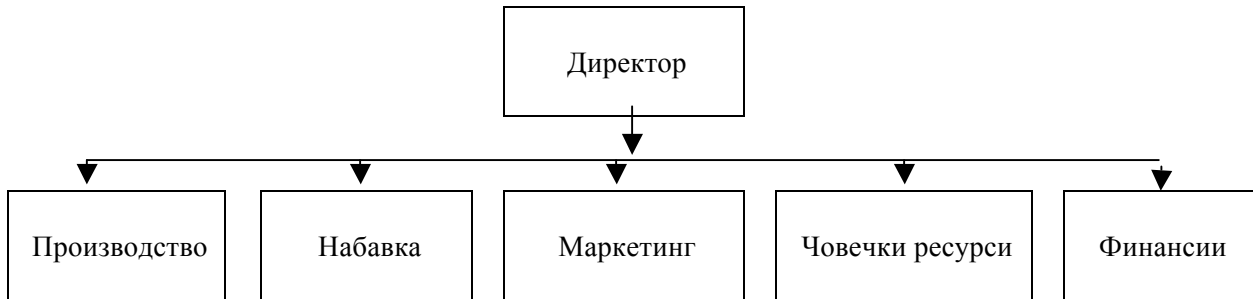 Директор
Производство
Набавка
Маркетинг
Човечки ресурси
Финансии